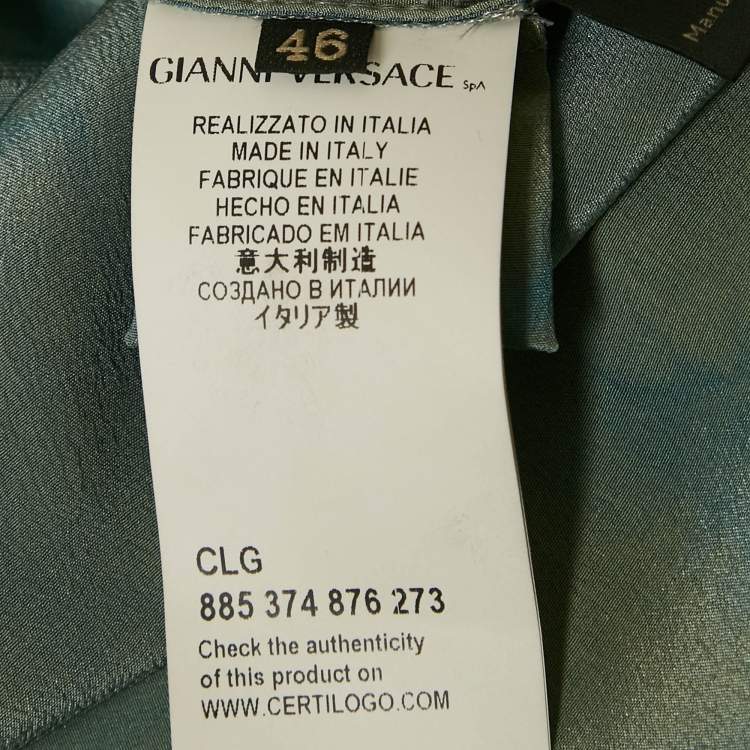 46
GIANNI VERSACE SpA
REALIZZATO IN ITALIA
MADE IN ITALY
FABRIQUE EN ITALIE
HECHO EN ITALIA
FABRICADO EM ITALIA
意大利制造
СОЗДАНО В ИТАЛИИ
イタリア製
CLG
885 374 876 273
Check the authenticity
of this product on
WWW.CERTILOGO.COM